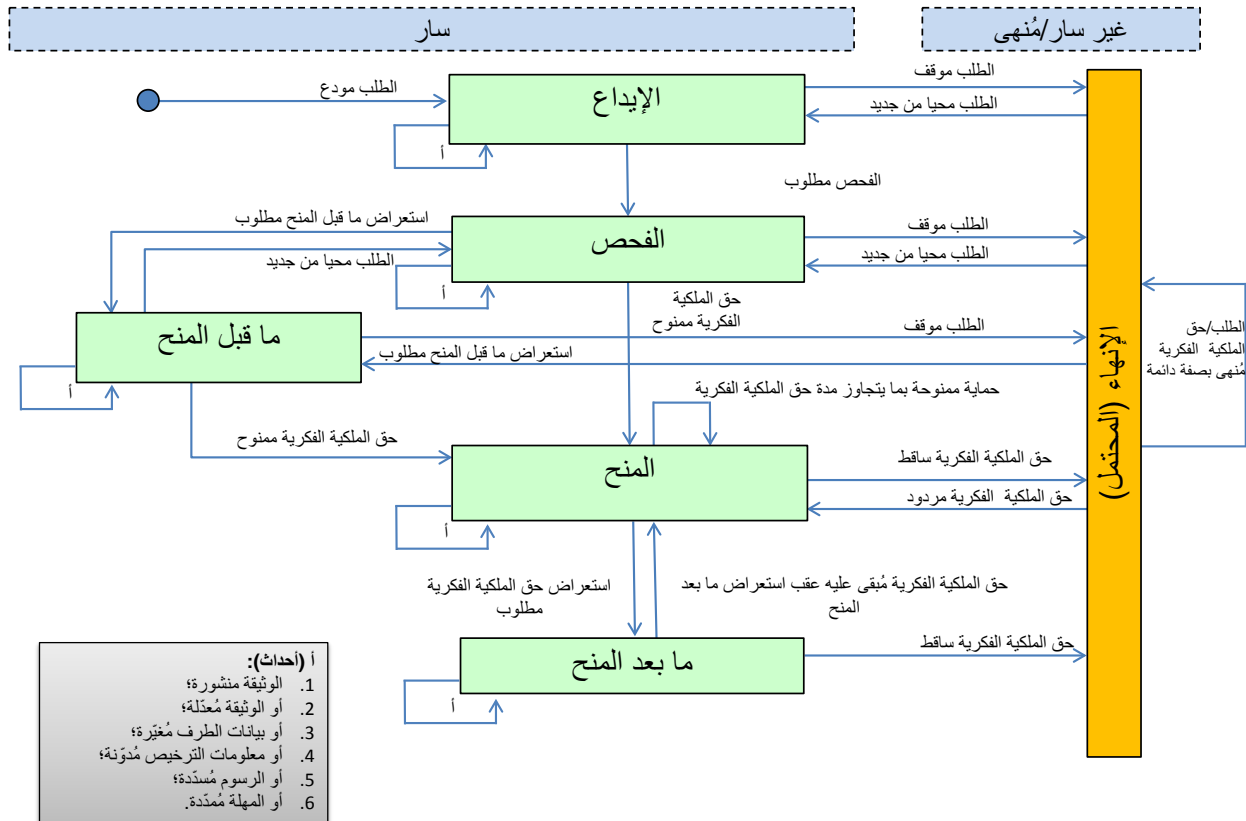 سار
غير سار/مُنهى
الطلب مودع
الإيداع
الطلب موقف
الطلب محيا من جديد
أ
الفحص مطلوب
استعراض ما قبل المنح مطلوب
الفحص
الطلب موقف
الطلب محيا من جديد
الطلب محيا من جديد
أ
حق الملكية
الفكرية ممنوح
ما قبل المنح
الطلب موقف
استعراض ما قبل المنح مطلوب
أ
الطلب/حق
الملكية الفكرية
مُنهى بصفة دائمة
الإنهاء (المحتمل)
حماية ممنوحة بما يتجاوز مدة حق الملكية الفكرية
حق الملكية الفكرية ممنوح
المنح
حق الملكية الفكرية ساقط
حق الملكية الفكرية مردود
أ
استعراض حق الملكية الفكرية
مطلوب
حق الملكية الفكرية مُبقى عليه عقب استعراض ما بعد
المنح
ما بعد المنح
حق الملكية الفكرية ساقط
أ
أ (أحداث):
1. الوثيقة منشورة؛
2. أو الوثيقة مُعدّلة؛
3. أو بيانات الطرف مُغيّرة؛
4. أو معلومات الترخيص مُدوّنة؛
5. أو الرسوم مُسدّدة؛
6. أو المهلة مُمدّدة.